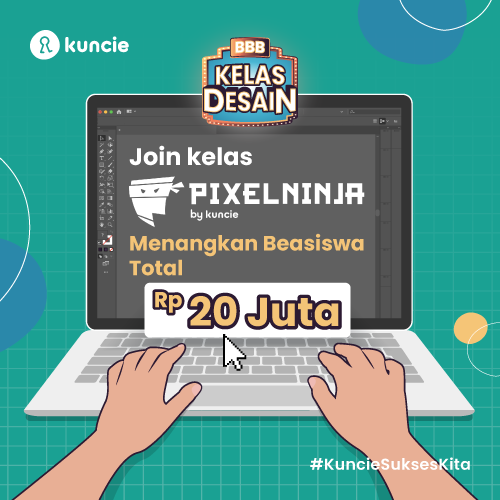 kuncie
BBB
KELAS
DESAIN
Join kelas
PIXELNINJA
by kuncie
Menangkan Beasiswa
Total
Rp 20 Juta
#KuncieSuksesKita